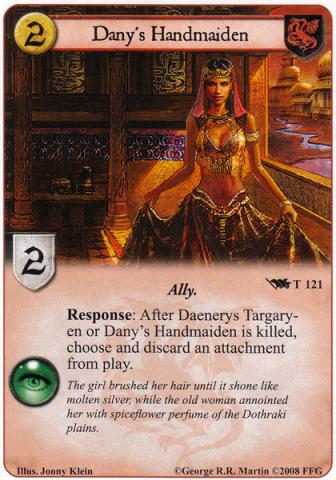 2 Dany's Handmaiden
2
Ally.
T 121
Response: After Daenerys Targary-
en or Dany's Handmaiden is killed,
choose and discard an attachment
from play.
The girl brushed her hair until it shone like
molten silver, while the old woman annointed
her with spiceflower perfume of the Dothraki
plains.
Illus. Jonny Klein ©George R.R. Martin ©2008 FFG